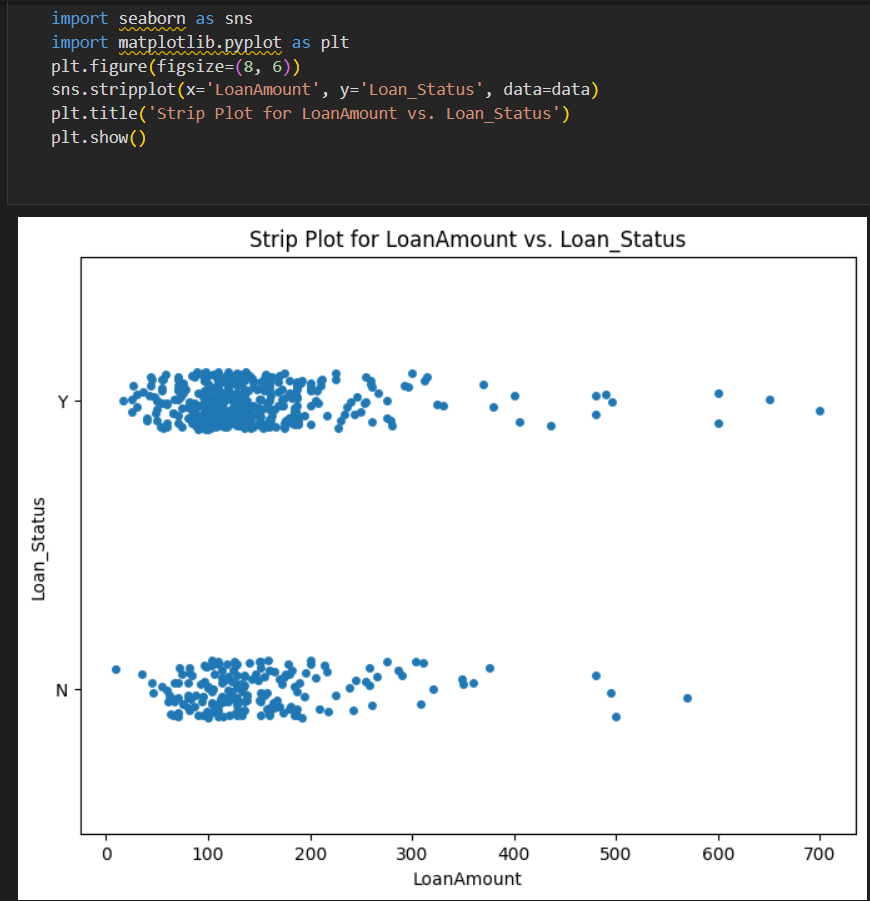 import seaborn as sns
import matplotlib.pyplot as plt
plt.figure(figsize=(8, 6))
sns.stripplot(x='LoanAmount', y='Loan_Status', data=data)
plt.title('Strip Plot for LoanAmount vs. Loan_Status')
plt.show()
Strip Plot for LoanAmount vs. Loan_Status
Y
Loan_Status
N
0 100 200 300 400 500 600 700
LoanAmount